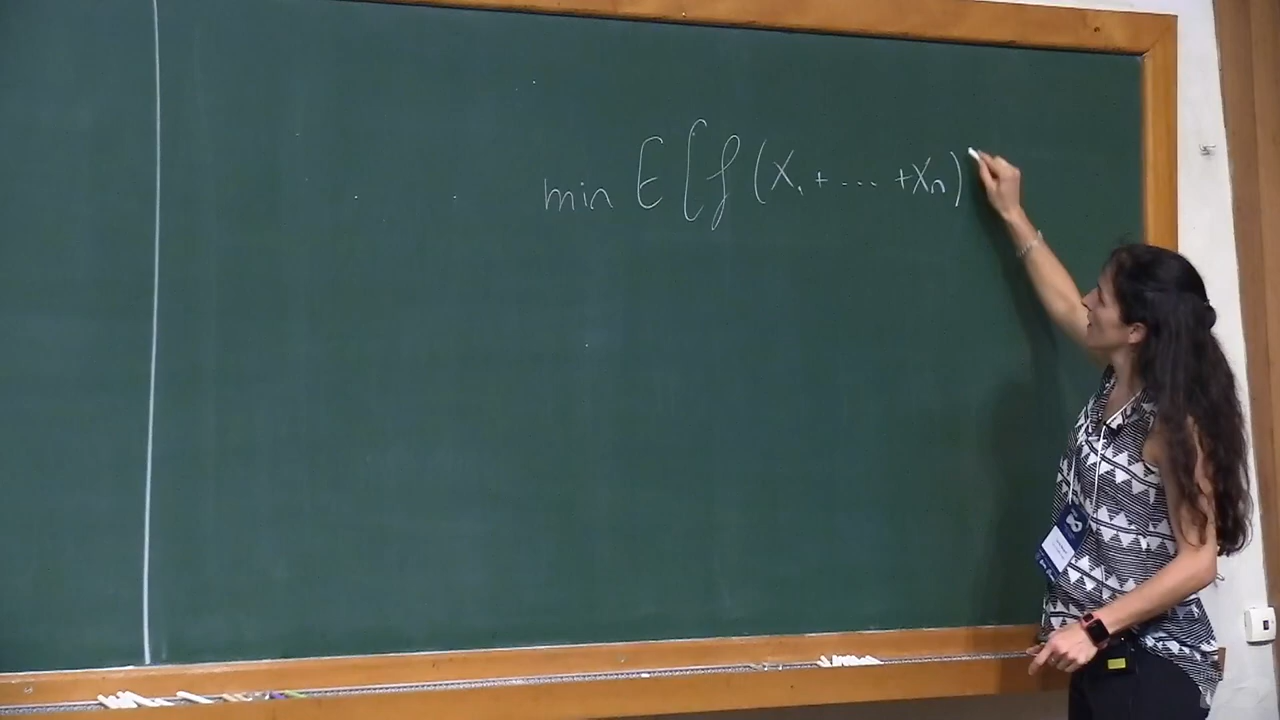 min E [f (X₁ + ... + Xₙ)